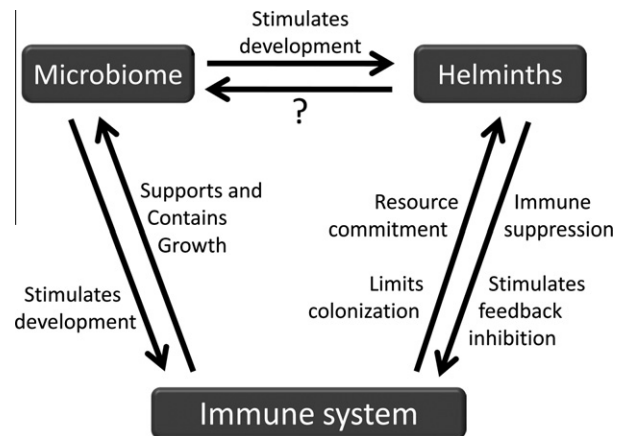 Stimulates
development
Microbiome
Helminths
?
Supports and
Contains
Growth
Resource
commitment
Immune
suppression
Stimulates
development
Limits
colonization
Stimulates
feedback
inhibition
Immune system